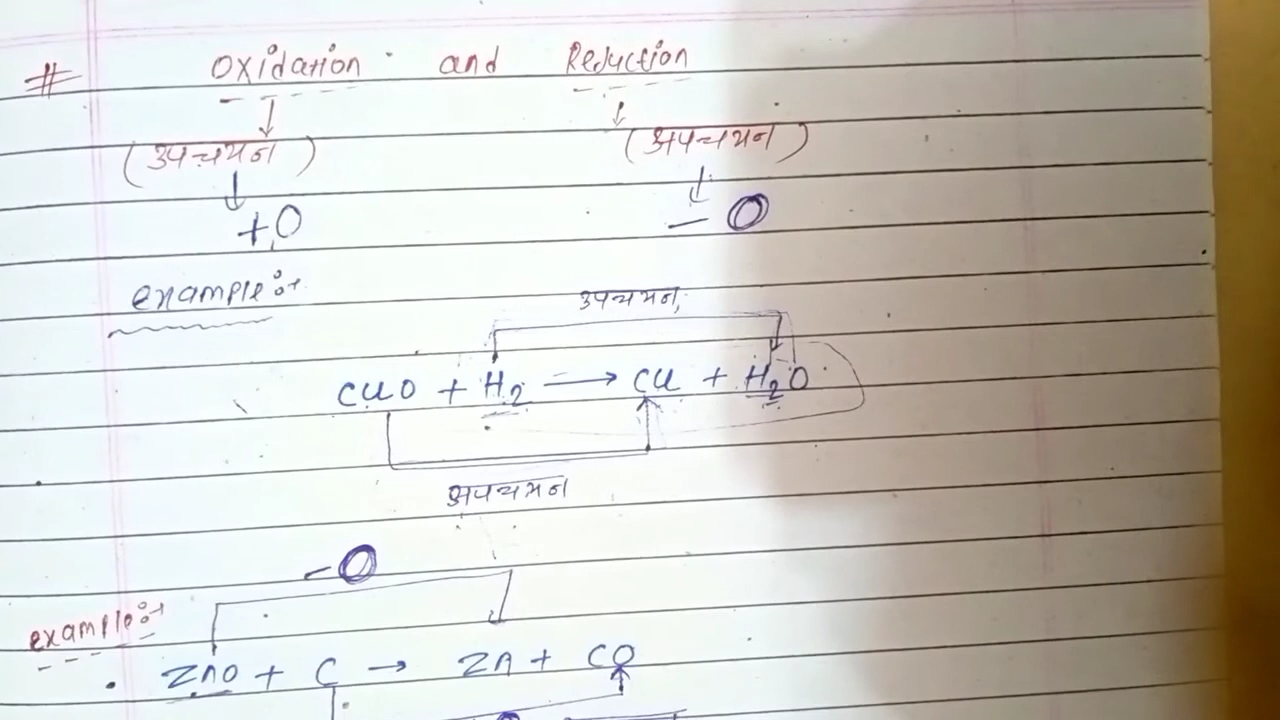 # Oxidation and Reduction
(उपचयन) (अपचयन)
+O - O
example:-
उपचयन
CuO + H2 → Cu + H2O
अपचयन
-O
example:-
ZnO + C → Zn + CO